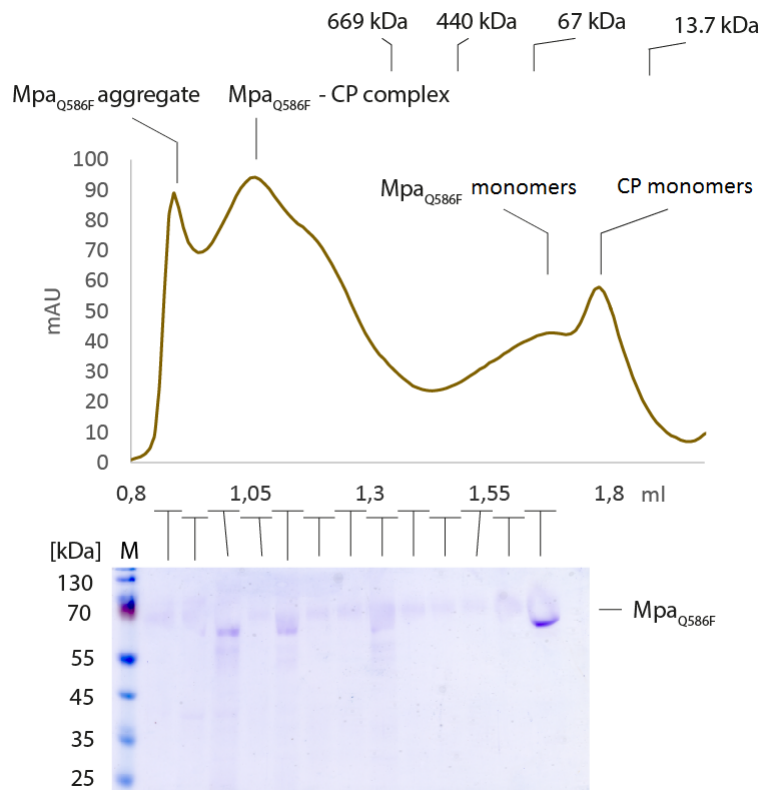 669 kDa 440 kDa 67 kDa 13.7 kDa
MpaQ586F aggregate MpaQ586F - CP complex
MpaQ586F monomers CP monomers
100
90
80
70
60
50
40
30
20
10
0
mAU
0,8 1,05 1,3 1,55 1,8 ml
[kDa] M
130
70
55
45
35
25
MpaQ586F